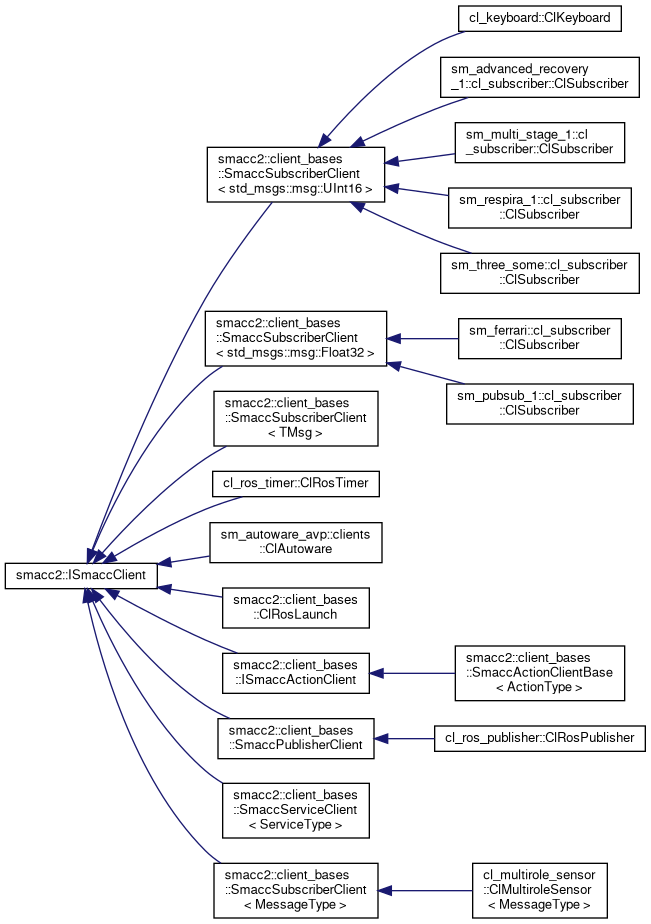 cl_keyboard::ClKeyboard
sm_advanced_recovery
_1::cl_subscriber::ClSubscriber
sm_multi_stage_1::cl
_subscriber::ClSubscriber
smacc2::client_bases
::SmaccSubscriberClient
< std_msgs::msg::UInt16 >
sm_respira_1::cl_subscriber
::ClSubscriber
sm_three_some::cl_subscriber
::ClSubscriber
smacc2::client_bases
::SmaccSubscriberClient
< std_msgs::msg::Float32 >
sm_ferrari::cl_subscriber
::ClSubscriber
sm_pubsub_1::cl_subscriber
::ClSubscriber
smacc2::client_bases
::SmaccSubscriberClient
< TMsg >
cl_ros_timer::ClRosTimer
sm_autoware_avp::clients
::ClAutoware
smacc2::ISmaccClient
smacc2::client_bases
::ClRosLaunch
smacc2::client_bases
::ISmaccActionClient
smacc2::client_bases
::SmaccActionClientBase
< ActionType >
smacc2::client_bases
::SmaccPublisherClient
cl_ros_publisher::ClRosPublisher
smacc2::client_bases
::SmaccServiceClient
< ServiceType >
smacc2::client_bases
::SmaccSubscriberClient
< MessageType >
cl_multirole_sensor
::ClMultiroleSensor
< MessageType >